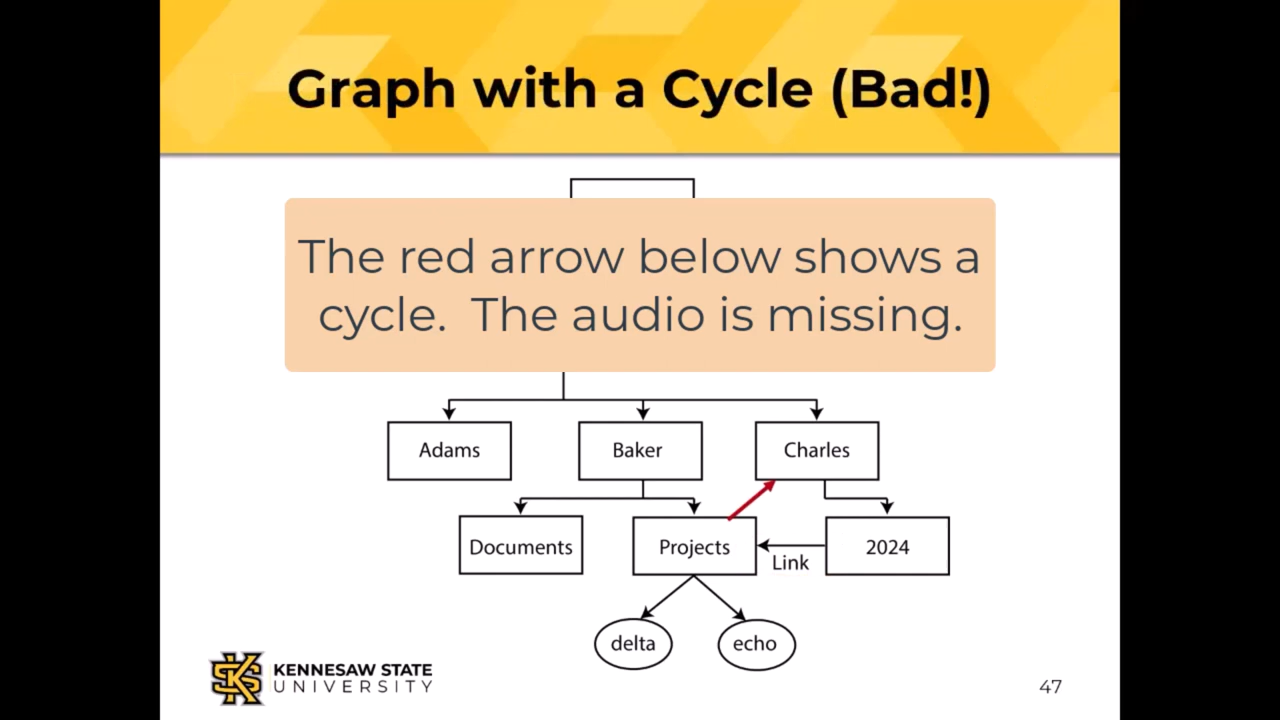 Graph with a Cycle (Bad!)
The red arrow below shows a
cycle.  The audio is missing.
Adams
Baker
Charles
Documents
Projects
Link
2024
delta
echo
KENNESAW STATE
UNIVERSITY
47